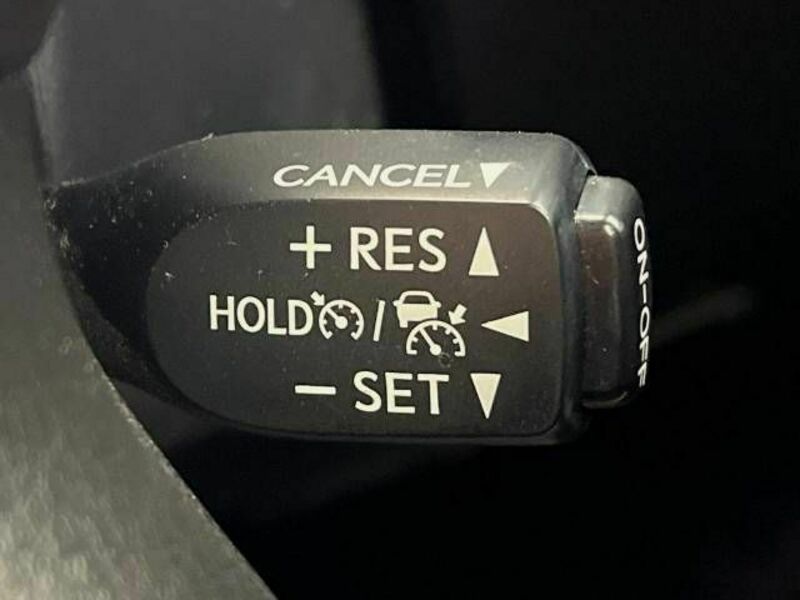 CANCEL
+ RES
HOLD /
− SET
ON-OFF